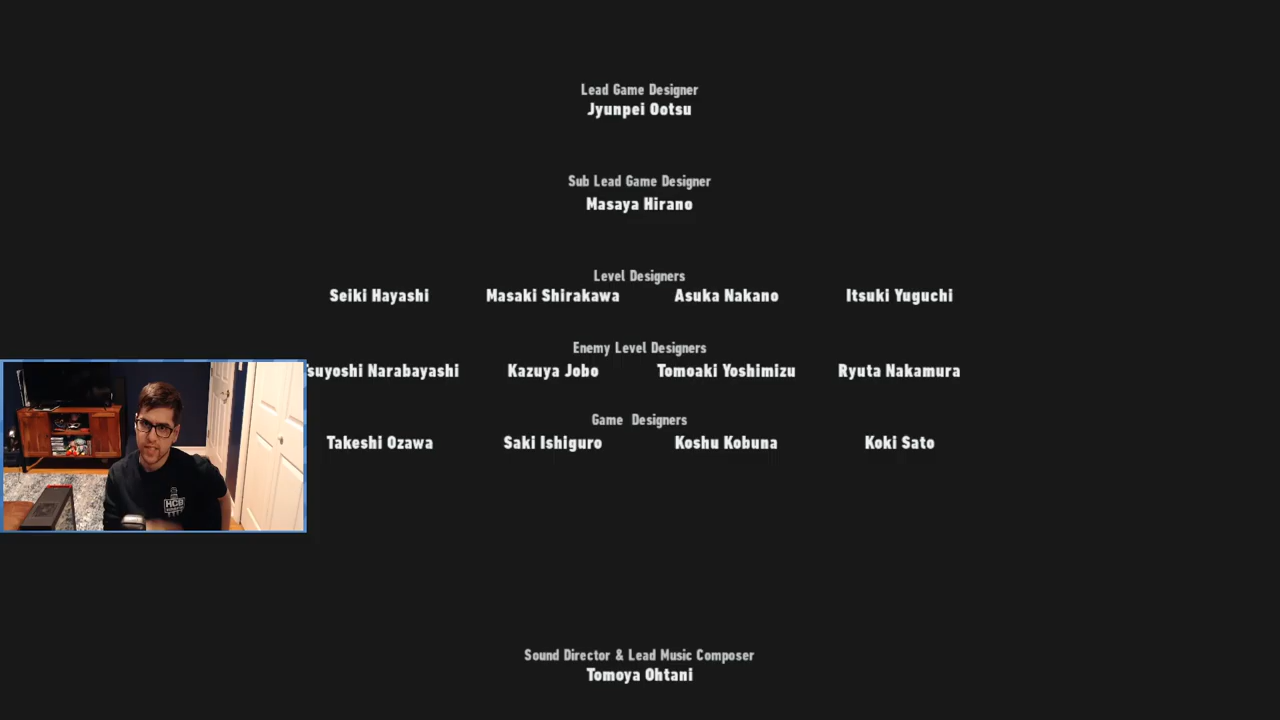 Lead Game Designer
Jyunpei Ootsu
Sub Lead Game Designer
Masaya Hirano
Level Designers
Seiki Hayashi Masaki Shirakawa Asuka Nakano Itsuki Yuguchi
Enemy Level Designers
suyoshi Narabayashi Kazuya Jobo Tomoaki Yoshimizu Ryuta Nakamura
Game Designers
Takeshi Ozawa Saki Ishiguro Koshu Kobuna Koki Sato
HCB
Sound Director & Lead Music Composer
Tomoya Ohtani